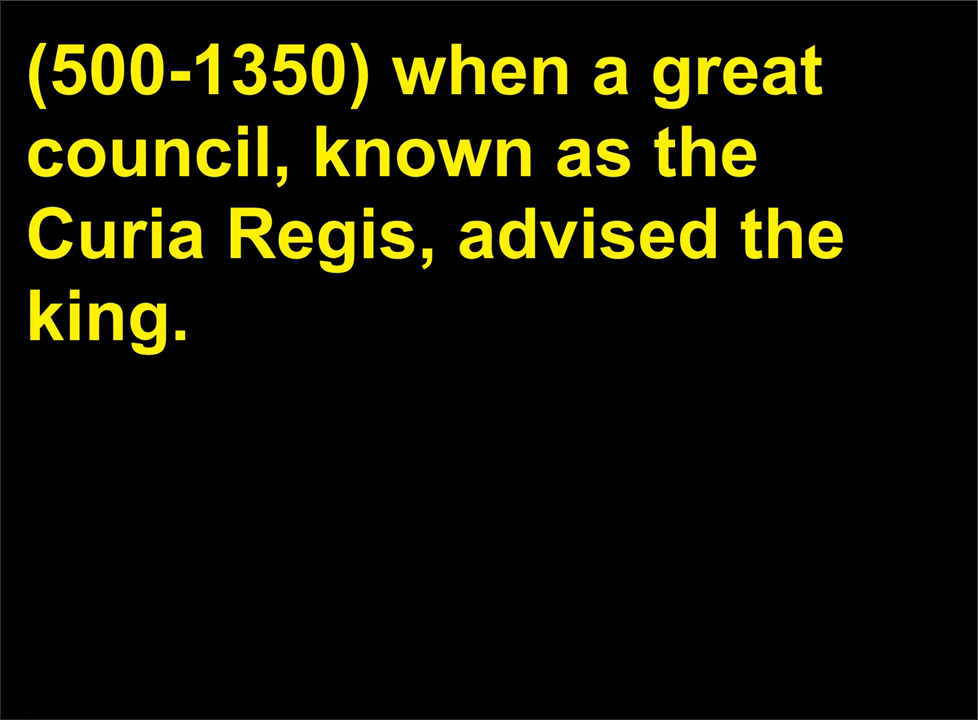 (500-1350) when a great
council, known as the
Curia Regis, advised the
king.